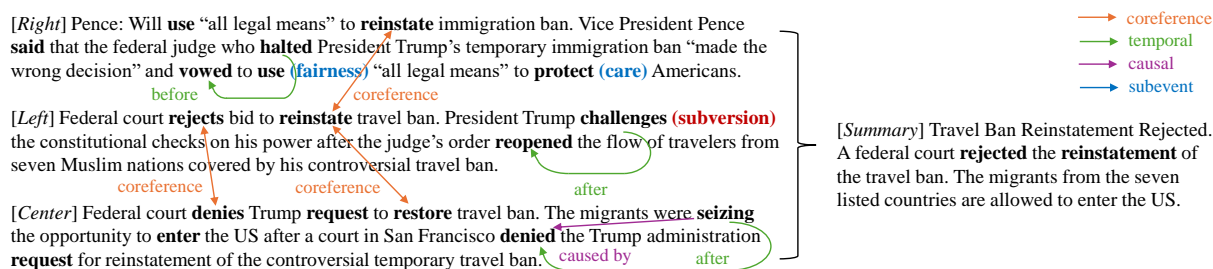 [Right] Pence: Will use “all legal means” to reinstate immigration ban. Vice President Pence
said that the federal judge who halted President Trump’s temporary immigration ban “made the
wrong decision” and vowed to use (fairness) “all legal means” to protect (care) Americans.
before
coreference
[Left] Federal court rejects bid to reinstate travel ban. President Trump challenges (subversion)
the constitutional checks on his power after the judge’s order reopened the flow of travelers from
seven Muslim nations covered by his controversial travel ban.
coreference
coreference
after
[Center] Federal court denies Trump request to restore travel ban. The migrants were seizing
the opportunity to enter the US after a court in San Francisco denied the Trump administration
request for reinstatement of the controversial temporary travel ban.
caused by
after
coreference
temporal
causal
subevent
[Summary] Travel Ban Reinstatement Rejected.
A federal court rejected the reinstatement of
the travel ban. The migrants from the seven
listed countries are allowed to enter the US.